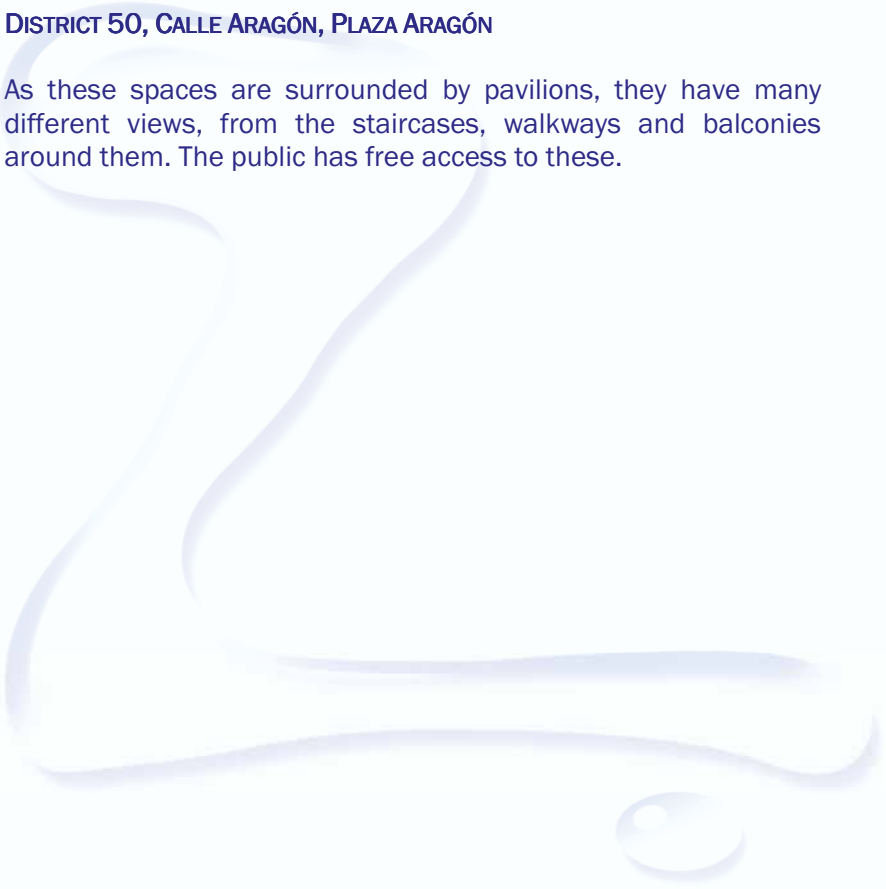 DISTRICT 50, CALLE ARAGÓN, PLAZA ARAGÓN
As these spaces are surrounded by pavilions, they have many
different views, from the staircases, walkways and balconies
around them. The public has free access to these.